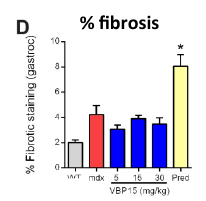 D
% fibrosis
% Fibrotic staining (gastroc)
10
8
6
4
2
0
*
WT mdx 5 15 30 Pred
VBP15 (mg/kg)